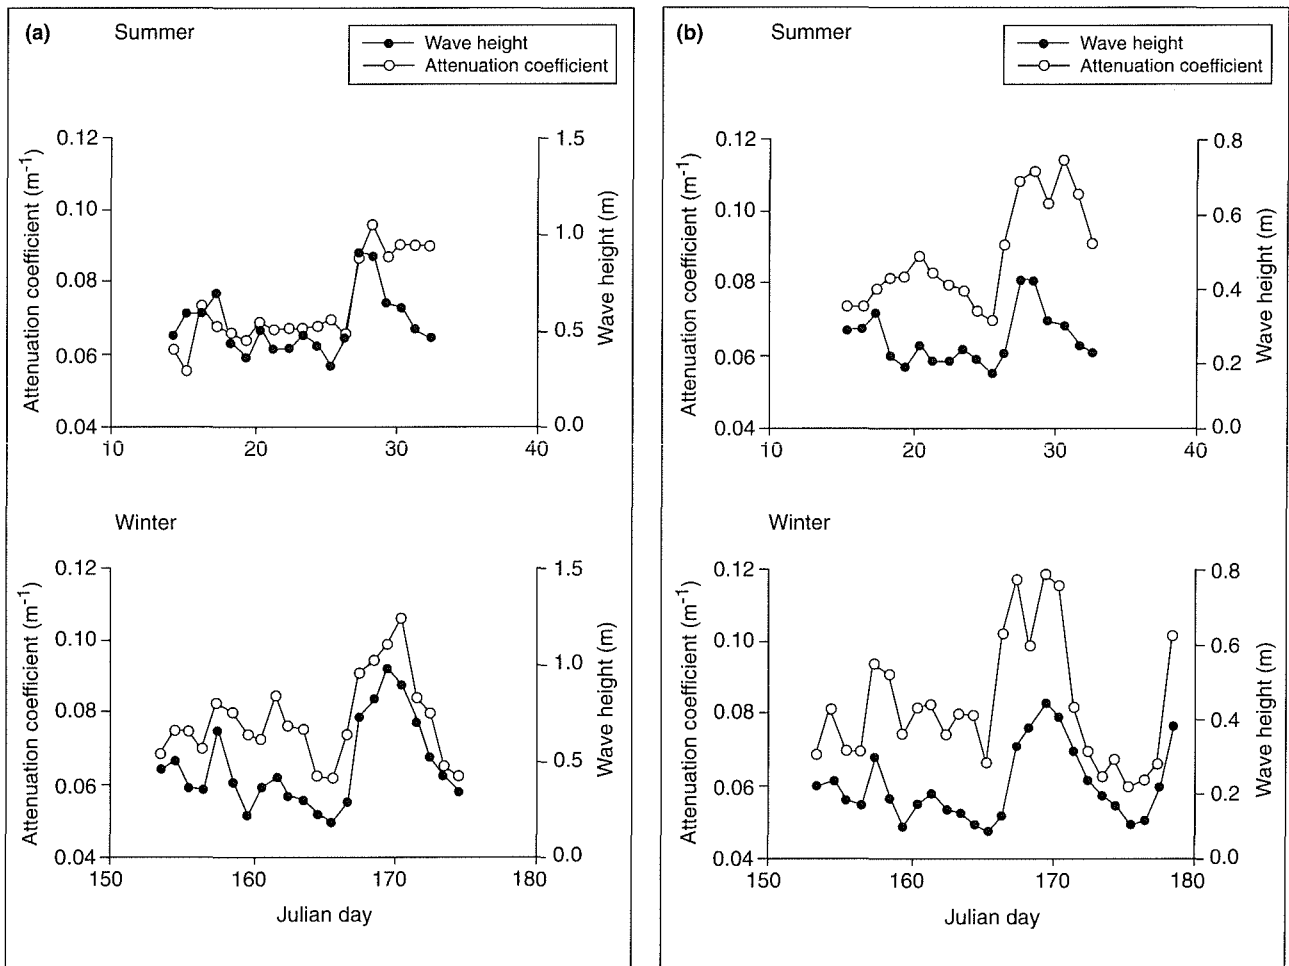 (a) Summer
Wave height
Attenuation coefficient
Attenuation coefficient (m-1)
0.12
0.10
0.08
0.06
0.04
10 20 30 40
1.5
1.0
0.5
0.0
Wave height (m)
Winter
Attenuation coefficient (m-1)
0.12
0.10
0.08
0.06
0.04
150 160 170 180
1.5
1.0
0.5
0.0
Wave height (m)
Julian day
(b) Summer
Wave height
Attenuation coefficient
Attenuation coefficient (m-1)
0.12
0.10
0.08
0.06
0.04
10 20 30 40
0.8
0.6
0.4
0.2
0.0
Wave height (m)
Winter
Attenuation coefficient (m-1)
0.12
0.10
0.08
0.06
0.04
150 160 170 180
0.8
0.6
0.4
0.2
0.0
Wave height (m)
Julian day